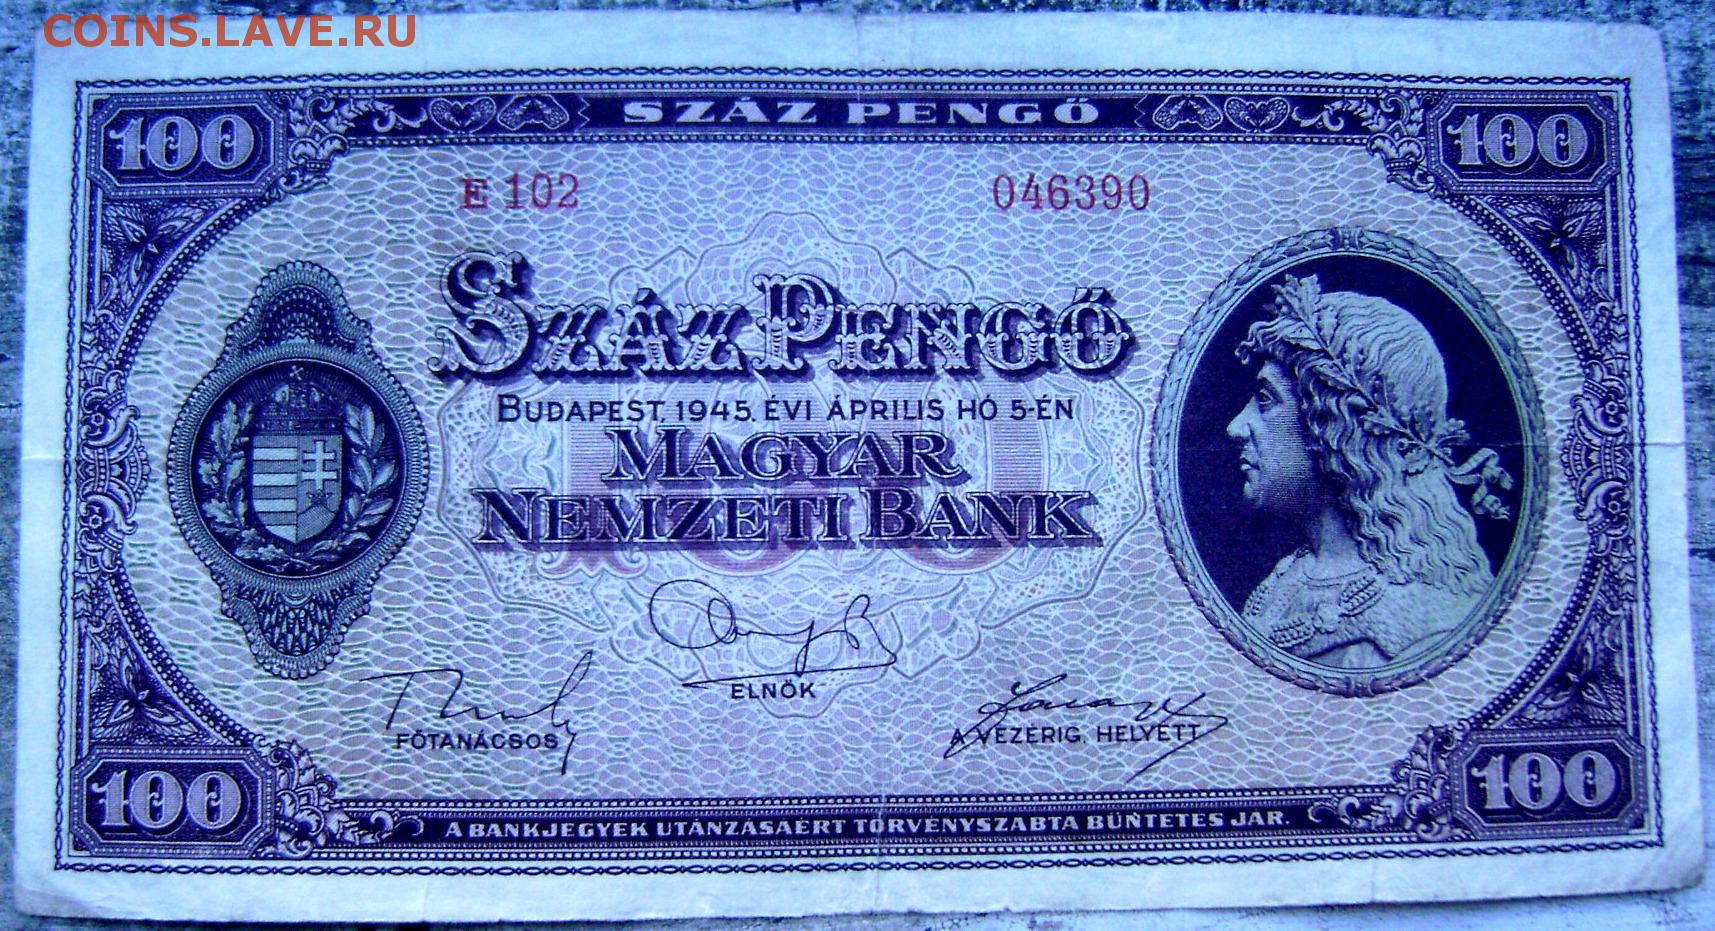 COINS.LAVE.RU
SZÁZ PENGŐ
100
100
E 102
046390
SZÁZ PENGŐ
BUDAPEST, 1945. ÉVI ÁPRILIS HÓ 5-ÉN
MAGYAR
NEMZETI BANK
ELNÖK
FŐTANÁCSOS
A VEZÉRIG. HELYETT
100
100
A BANKJEGYEK UTÁNZÁSAÉRT TÖRVÉNYSZABTA BÜNTETÉS JÁR.